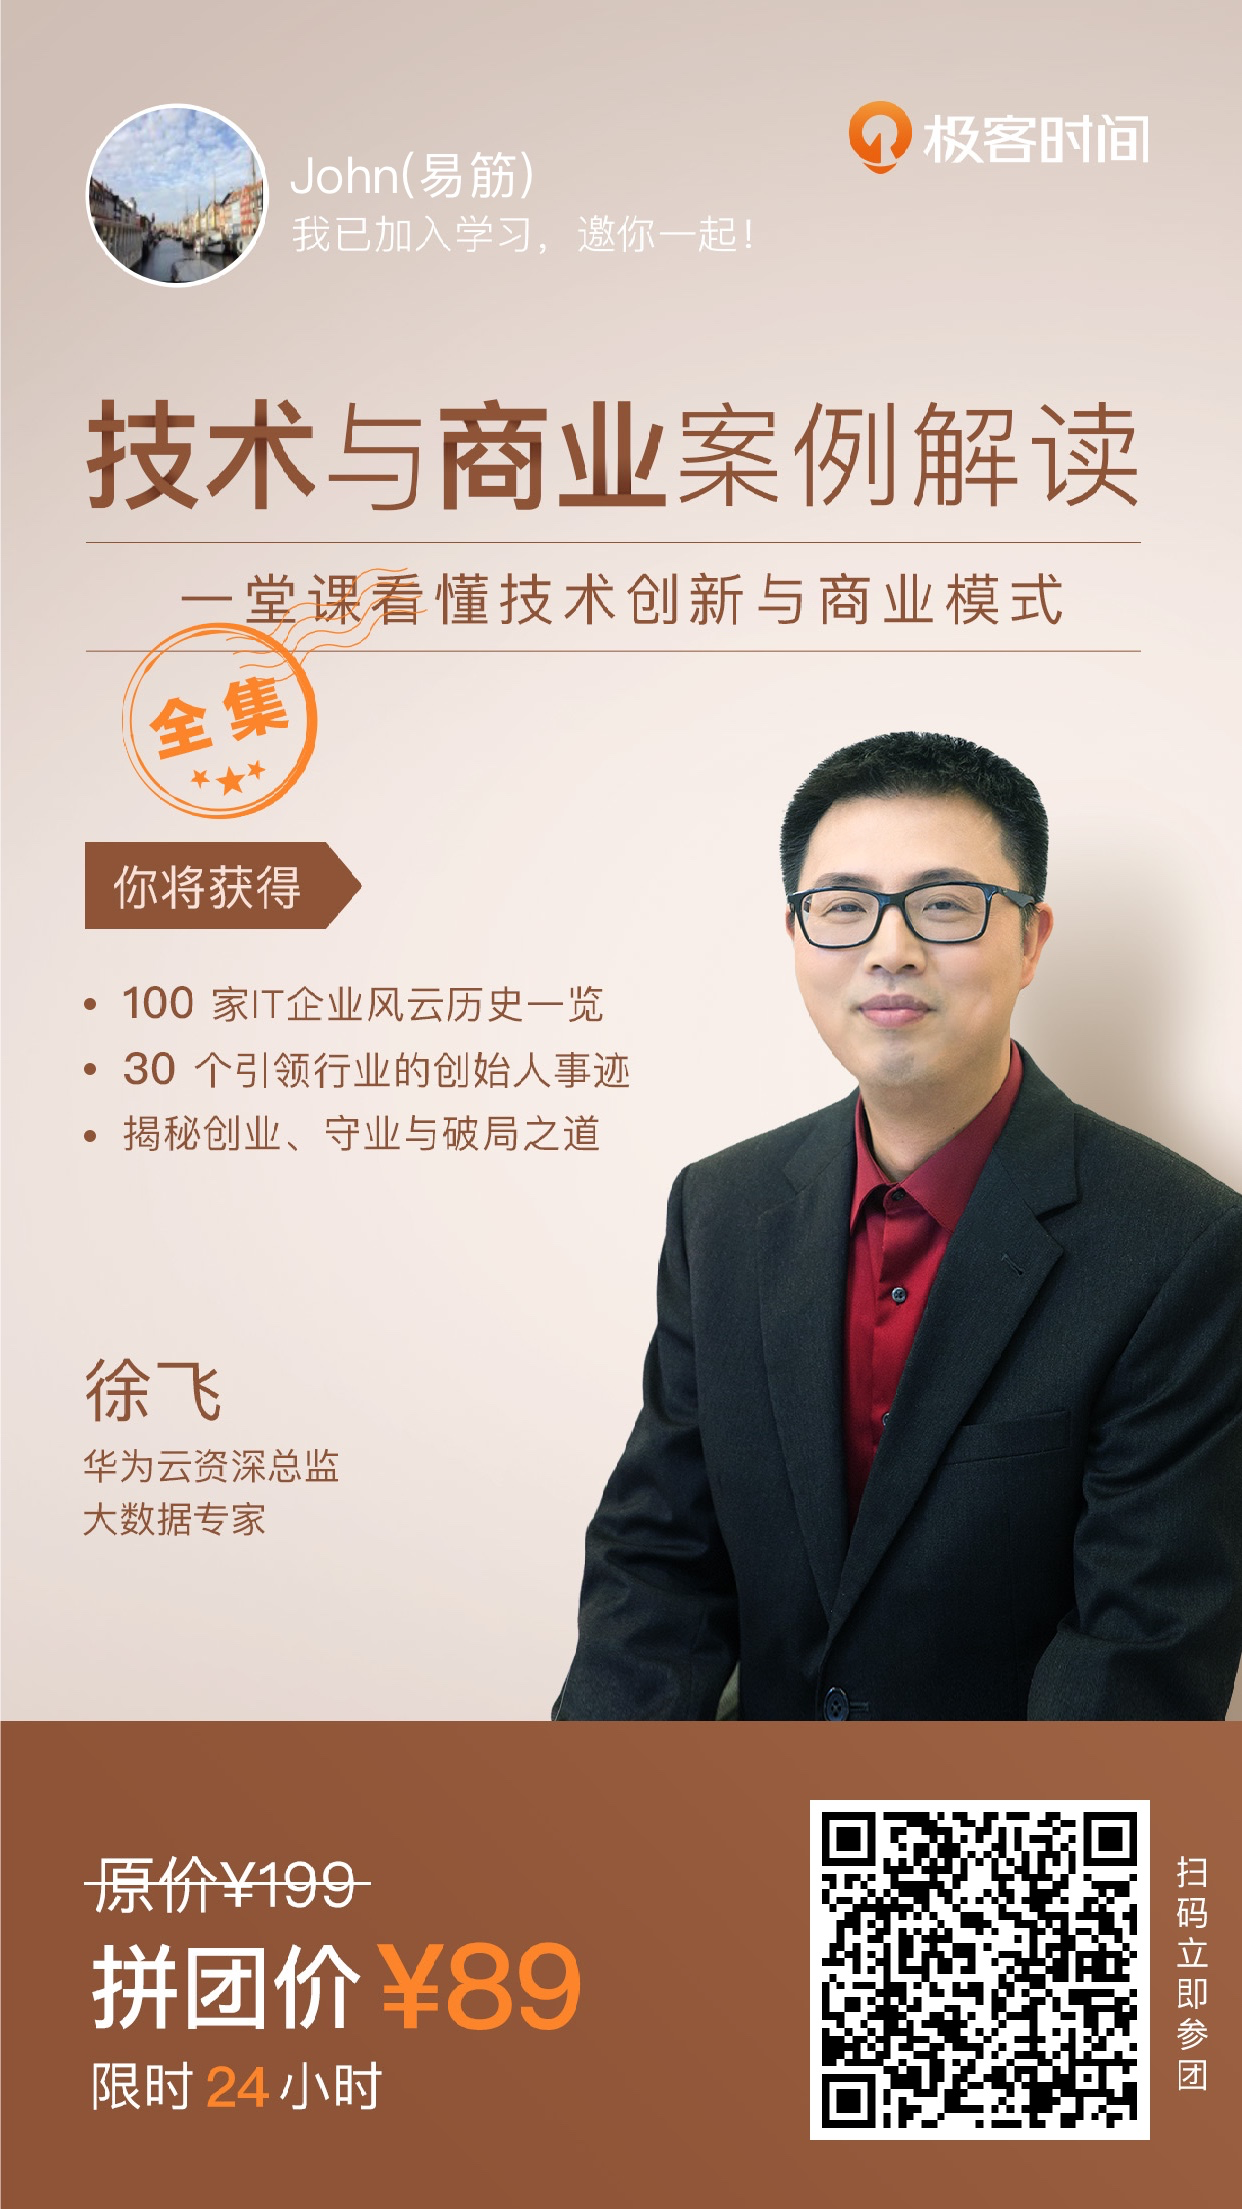 极客时间
John(易筋)
我已加入学习，邀你一起！
技术与商业案例解读
一堂课看懂技术创新与商业模式
全集
你将获得
• 100 家IT企业风云历史一览
• 30 个引领行业的创始人事迹
• 揭秘创业、守业与破局之道
徐飞
华为云资深总监
大数据专家
原价¥199
拼团价 ¥89
限时 24 小时
扫码立即参团